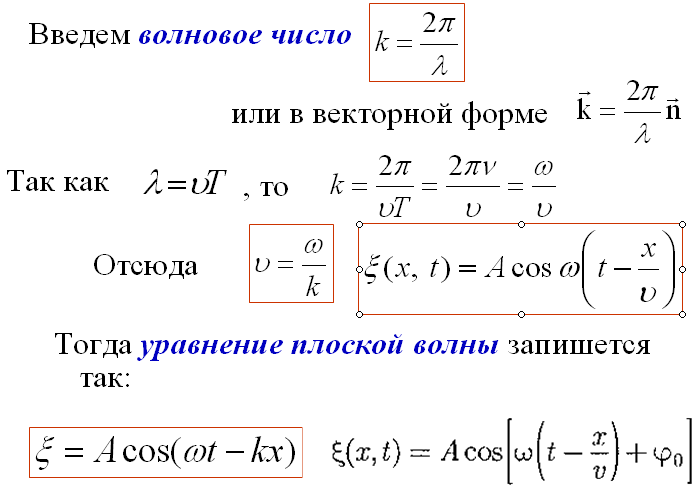 Введем волновое число k = 2π/λ
или в векторной форме k⃗ = 2π/λ n⃗
Так как λ = υT , то k = 2π/υT = 2πν/υ = ω/υ
Отсюда υ = ω/k ξ(x, t) = A cos ω(t − x/υ)
Тогда уравнение плоской волны запишется
так:
ξ = A cos(ωt − kx) ξ(x,t) = A cos[ω(t − x/v) + φ₀]